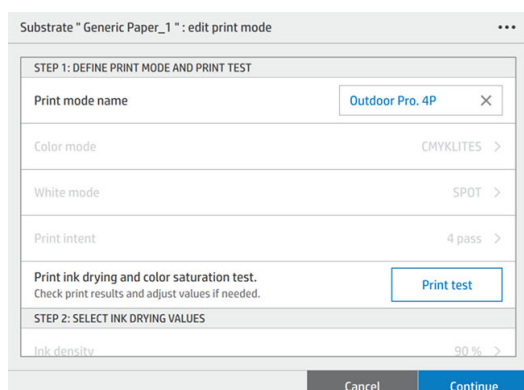 Substrate " Generic Paper_1 " : edit print mode
STEP 1: DEFINE PRINT MODE AND PRINT TEST
Print mode name Outdoor Pro. 4P
Color mode CMYKLITES
White mode SPOT
Print intent 4 pass
Print ink drying and color saturation test.
Check print results and adjust values if needed.
Print test
STEP 2: SELECT INK DRYING VALUES
Ink density 90 %
Cancel Continue